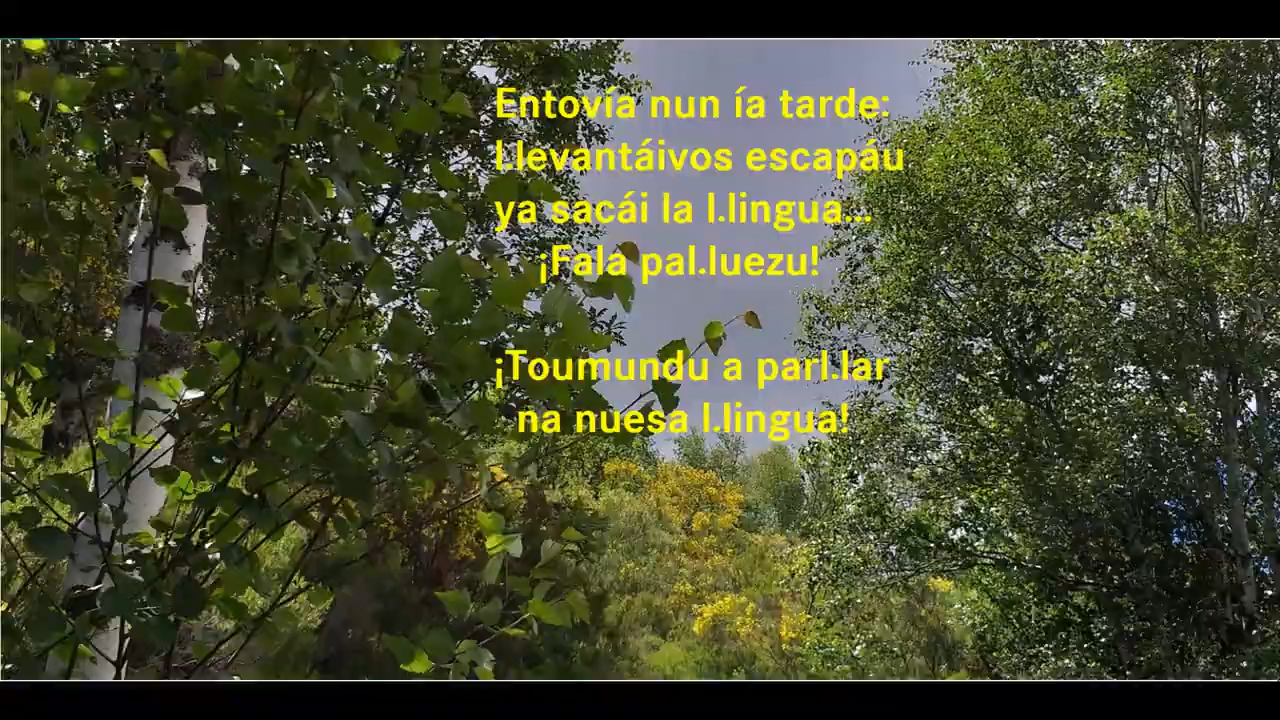 Entovía nun ía tarde:
L.levantáivos escapáu
ya sacái la l.lingua...
¡Fala pal.luezu!
¡Toumundu a parl.lar
na nuesa l.lingua!